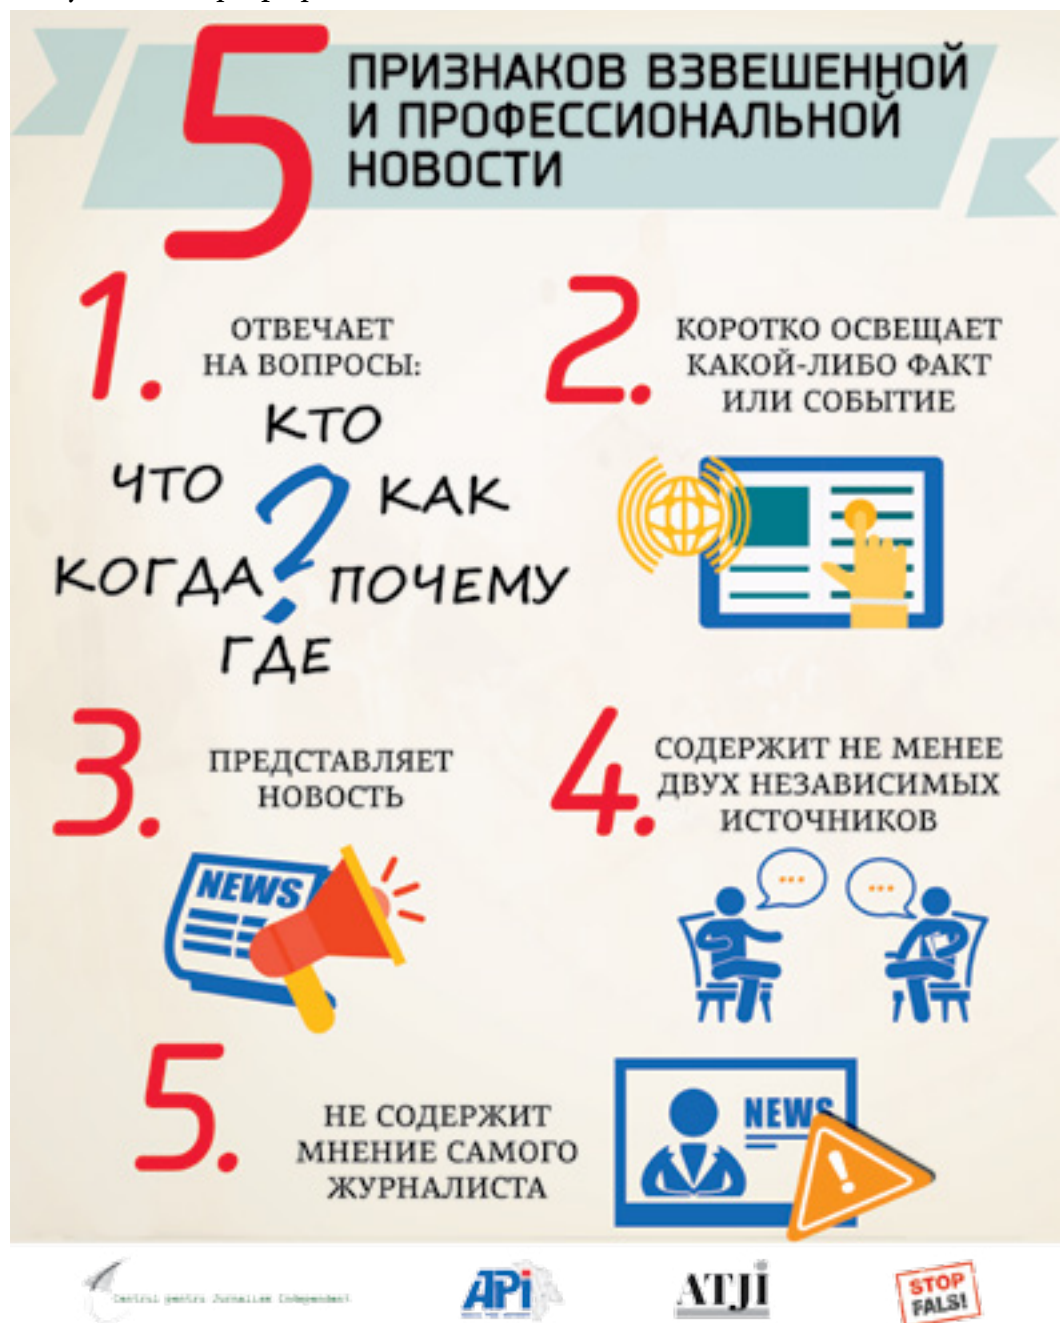 5
ПРИЗНАКОВ ВЗВЕШЕННОЙ
И ПРОФЕССИОНАЛЬНОЙ
НОВОСТИ
1.
ОТВЕЧАЕТ
НА ВОПРОСЫ:
КТО
ЧТО
КАК
?
КОГДА
ПОЧЕМУ
ГДЕ
2.
КОРОТКО ОСВЕЩАЕТ
КАКОЙ-ЛИБО ФАКТ
ИЛИ СОБЫТИЕ
3.
ПРЕДСТАВЛЯЕТ
НОВОСТЬ
NEWS
4.
СОДЕРЖИТ НЕ МЕНЕЕ
ДВУХ НЕЗАВИСИМЫХ
ИСТОЧНИКОВ
...
...
5.
НЕ СОДЕРЖИТ
МНЕНИЕ САМОГО
ЖУРНАЛИСТА
NEWS
!
Centrul pentru Jurnalism Independent
APi
ATJI
STOP
FALS!